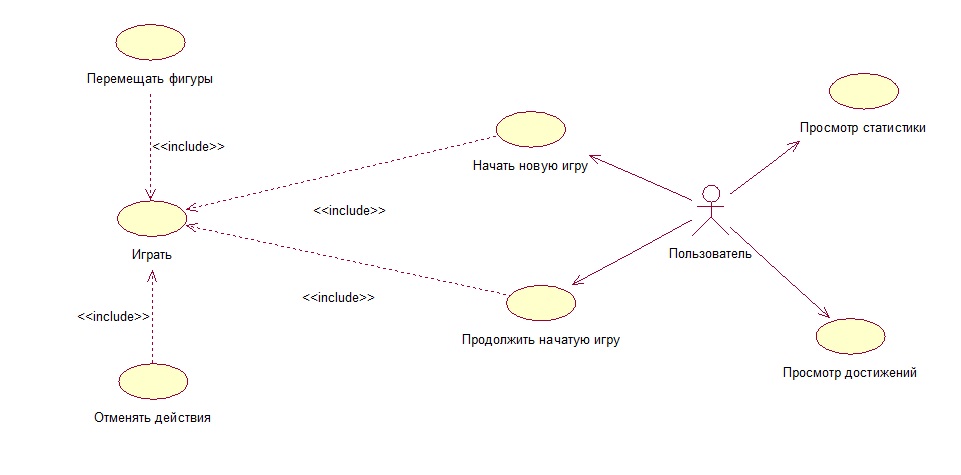 Перемещать фигуры
<<include>>
Играть
<<include>>
Отменять действия
Начать новую игру
<<include>>
<<include>>
Продолжить начатую игру
Пользователь
Просмотр статистики
Просмотр достижений